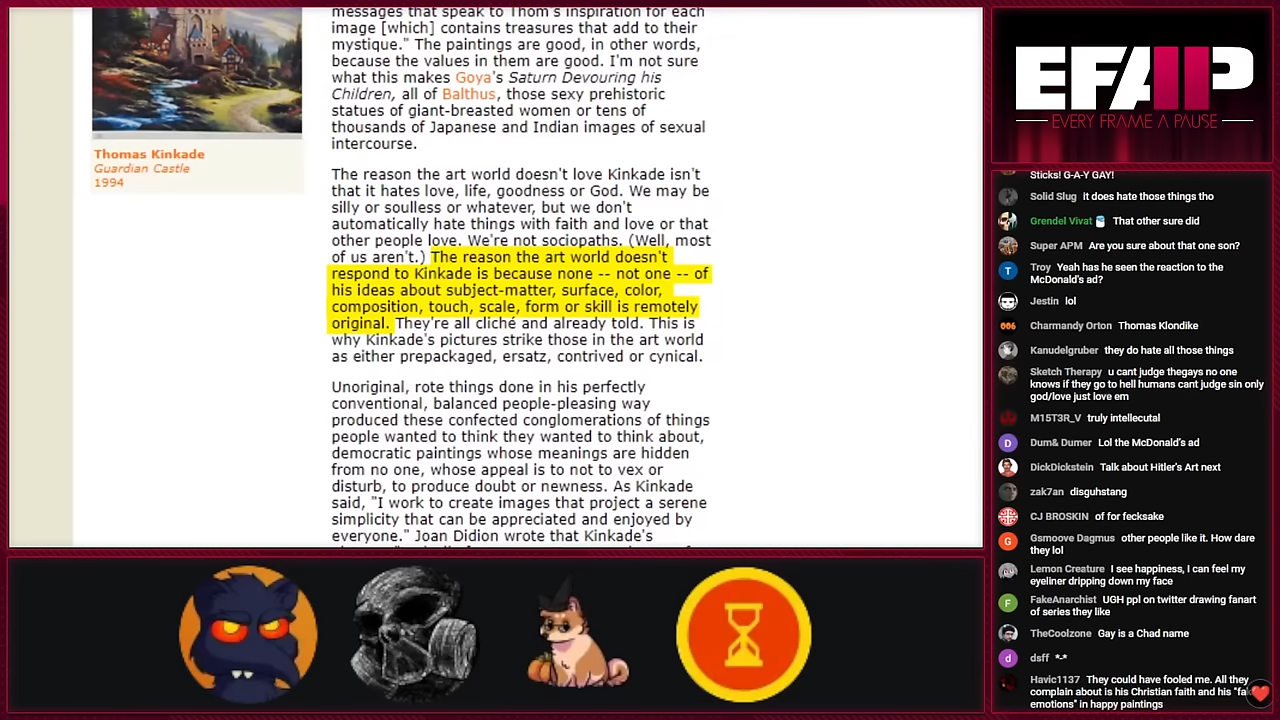 messages that speak to Thom's inspiration for each
image [which] contains treasures that add to their
mystique." The paintings are good, in other words,
because the values in them are good. I'm not sure
what this makes Goya's Saturn Devouring his
Children, all of Balthus, those sexy prehistoric
statues of giant-breasted women or tens of
thousands of Japanese and Indian images of sexual
intercourse.
Thomas Kinkade
Guardian Castle
1994
The reason the art world doesn't love Kinkade isn't
that it hates love, life, goodness or God. We may be
silly or soulless or whatever, but we don't
automatically hate things with faith and love or that
other people love. We're not sociopaths. (Well, most
of us aren't.) The reason the art world doesn't
respond to Kinkade is because none -- not one -- of
his ideas about subject-matter, surface, color,
composition, touch, scale, form or skill is remotely
original. They're all cliché and already told. This is
why Kinkade's pictures strike those in the art world
as either prepackaged, ersatz, contrived or cynical.
Unoriginal, rote things done in his perfectly
conventional, balanced people-pleasing way
produced these confected conglomerations of things
people wanted to think they wanted to think about,
democratic paintings whose meanings are hidden
from no one, whose appeal is to not to vex or
disturb, to produce doubt or newness. As Kinkade
said, "I work to create images that project a serene
simplicity that can be appreciated and enjoyed by
everyone." Joan Didion wrote that Kinkade's
EFAP
EVERY FRAME A PAUSE
Sticks! G-A-Y GAY!
Solid Slug it does hate those things tho
Grendel Vivat That other sure did
Super APM Are you sure about that one son?
Troy Yeah has he seen the reaction to the
McDonald's ad?
Jestin lol
Charmandy Orton Thomas Klondike
Kanudelgruber they do hate all those things
Sketch Therapy u cant judge thegays no one
knows if they go to hell humans cant judge sin only
god/love just love em
M15T3R_V truly intellecutal
Dum& Dumer Lol the McDonald's ad
DickDickstein Talk about Hitler's Art next
zak7an disguhstang
CJ BROSKIN of for fecksake
Gsmoove Dagmus other people like it. How dare
they lol
Lemon Creature I see happiness, I can feel my
eyeliner dripping down my face
FakeAnarchist UGH ppl on twitter drawing fanart
of series they like
TheCoolzone Gay is a Chad name
dsff *-*
Havic1137 They could have fooled me. All they
complain about is his Christian faith and his
emotions" in happy paintings